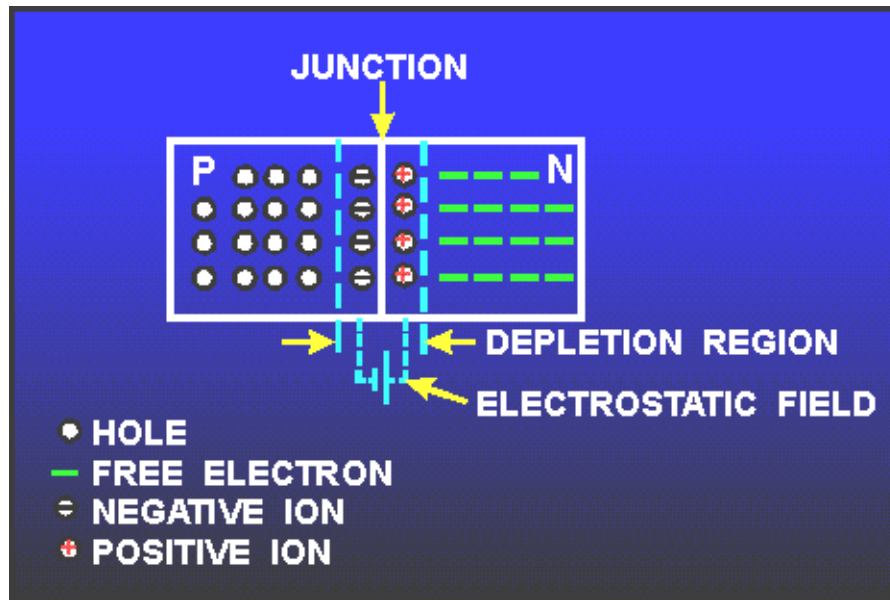 JUNCTION
P N
DEPLETION REGION
ELECTROSTATIC FIELD
HOLE
FREE ELECTRON
NEGATIVE ION
POSITIVE ION